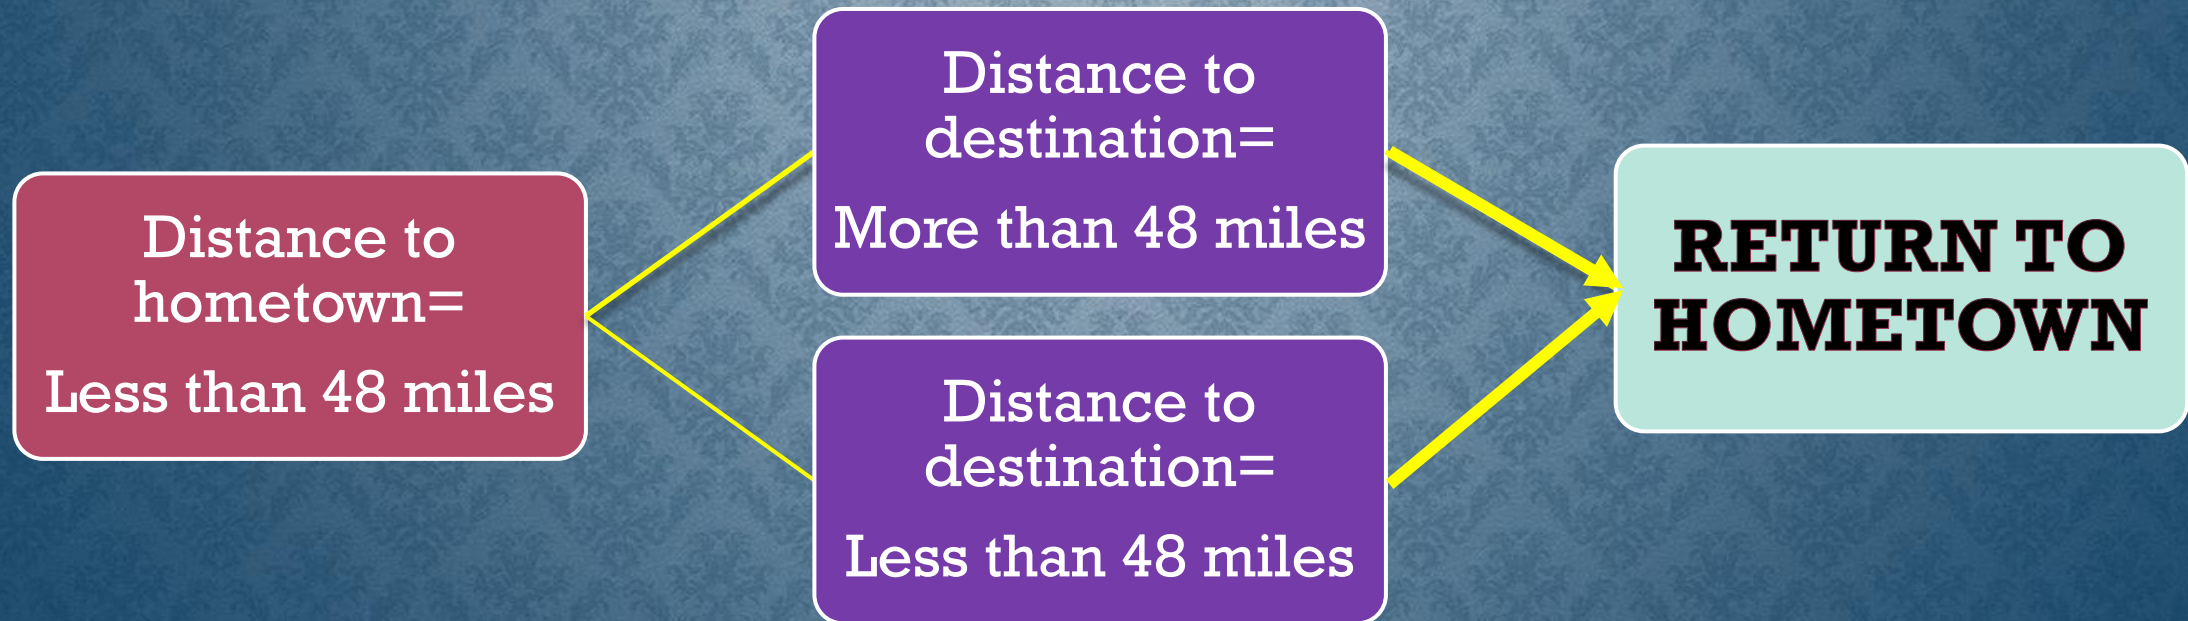 Distance to
hometown=
Less than 48 miles
Distance to
destination=
More than 48 miles
Distance to
destination=
Less than 48 miles
RETURN TO
HOMETOWN